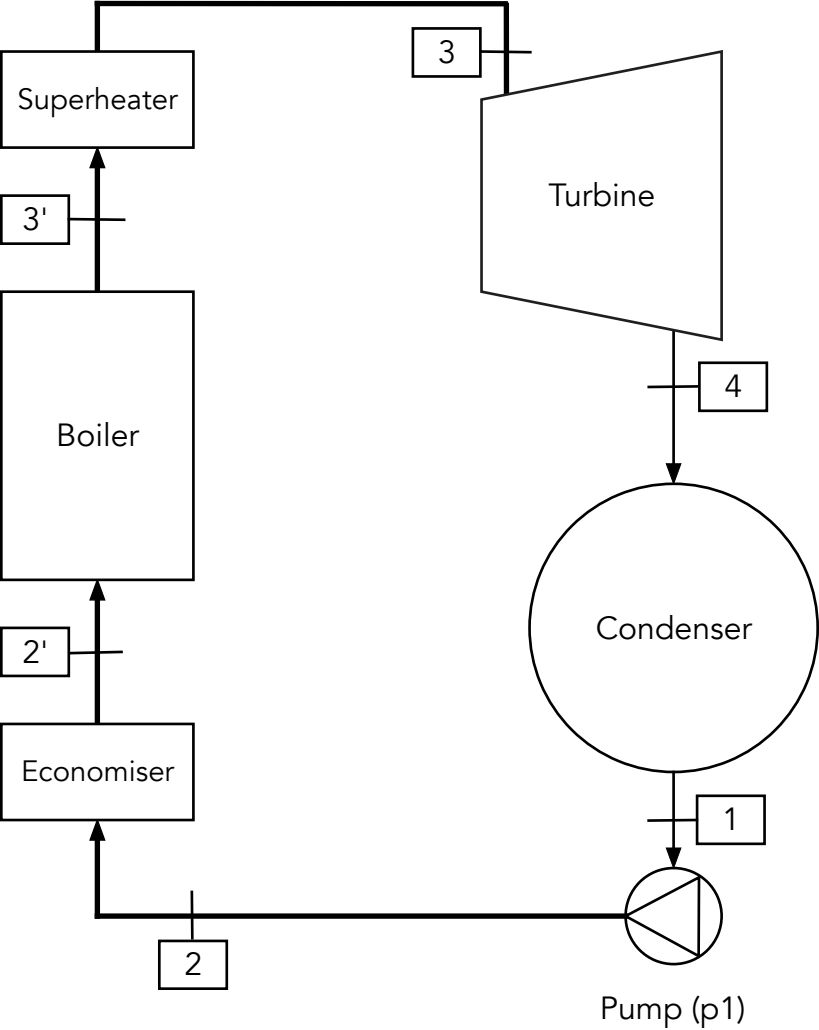 3
Superheater
Turbine
3'
4
Boiler
Condenser
2'
Economiser
1
2
Pump (p1)